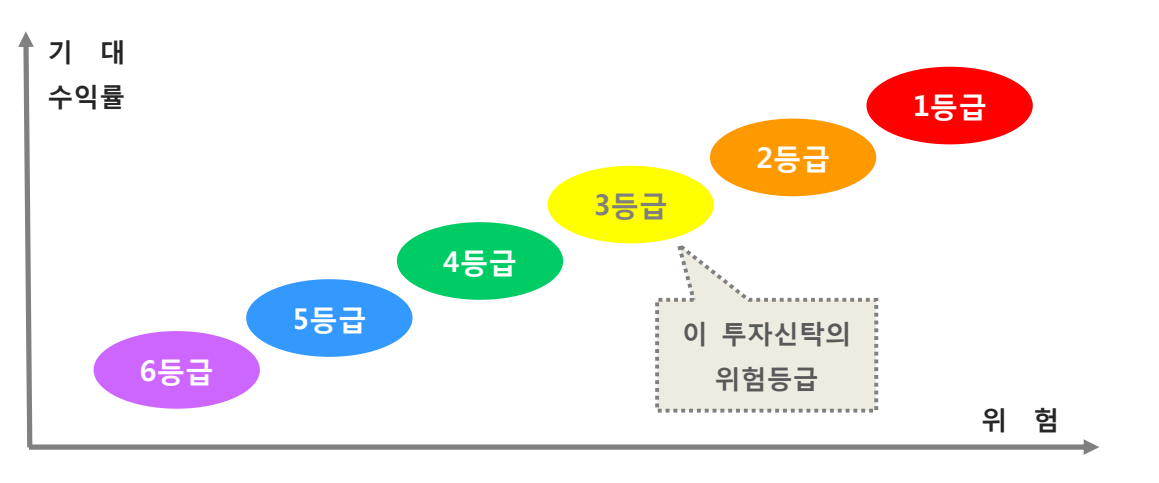 기 대
수익률
1등급
2등급
3등급
4등급
5등급
6등급
이 투자신탁의
위험등급
위 험